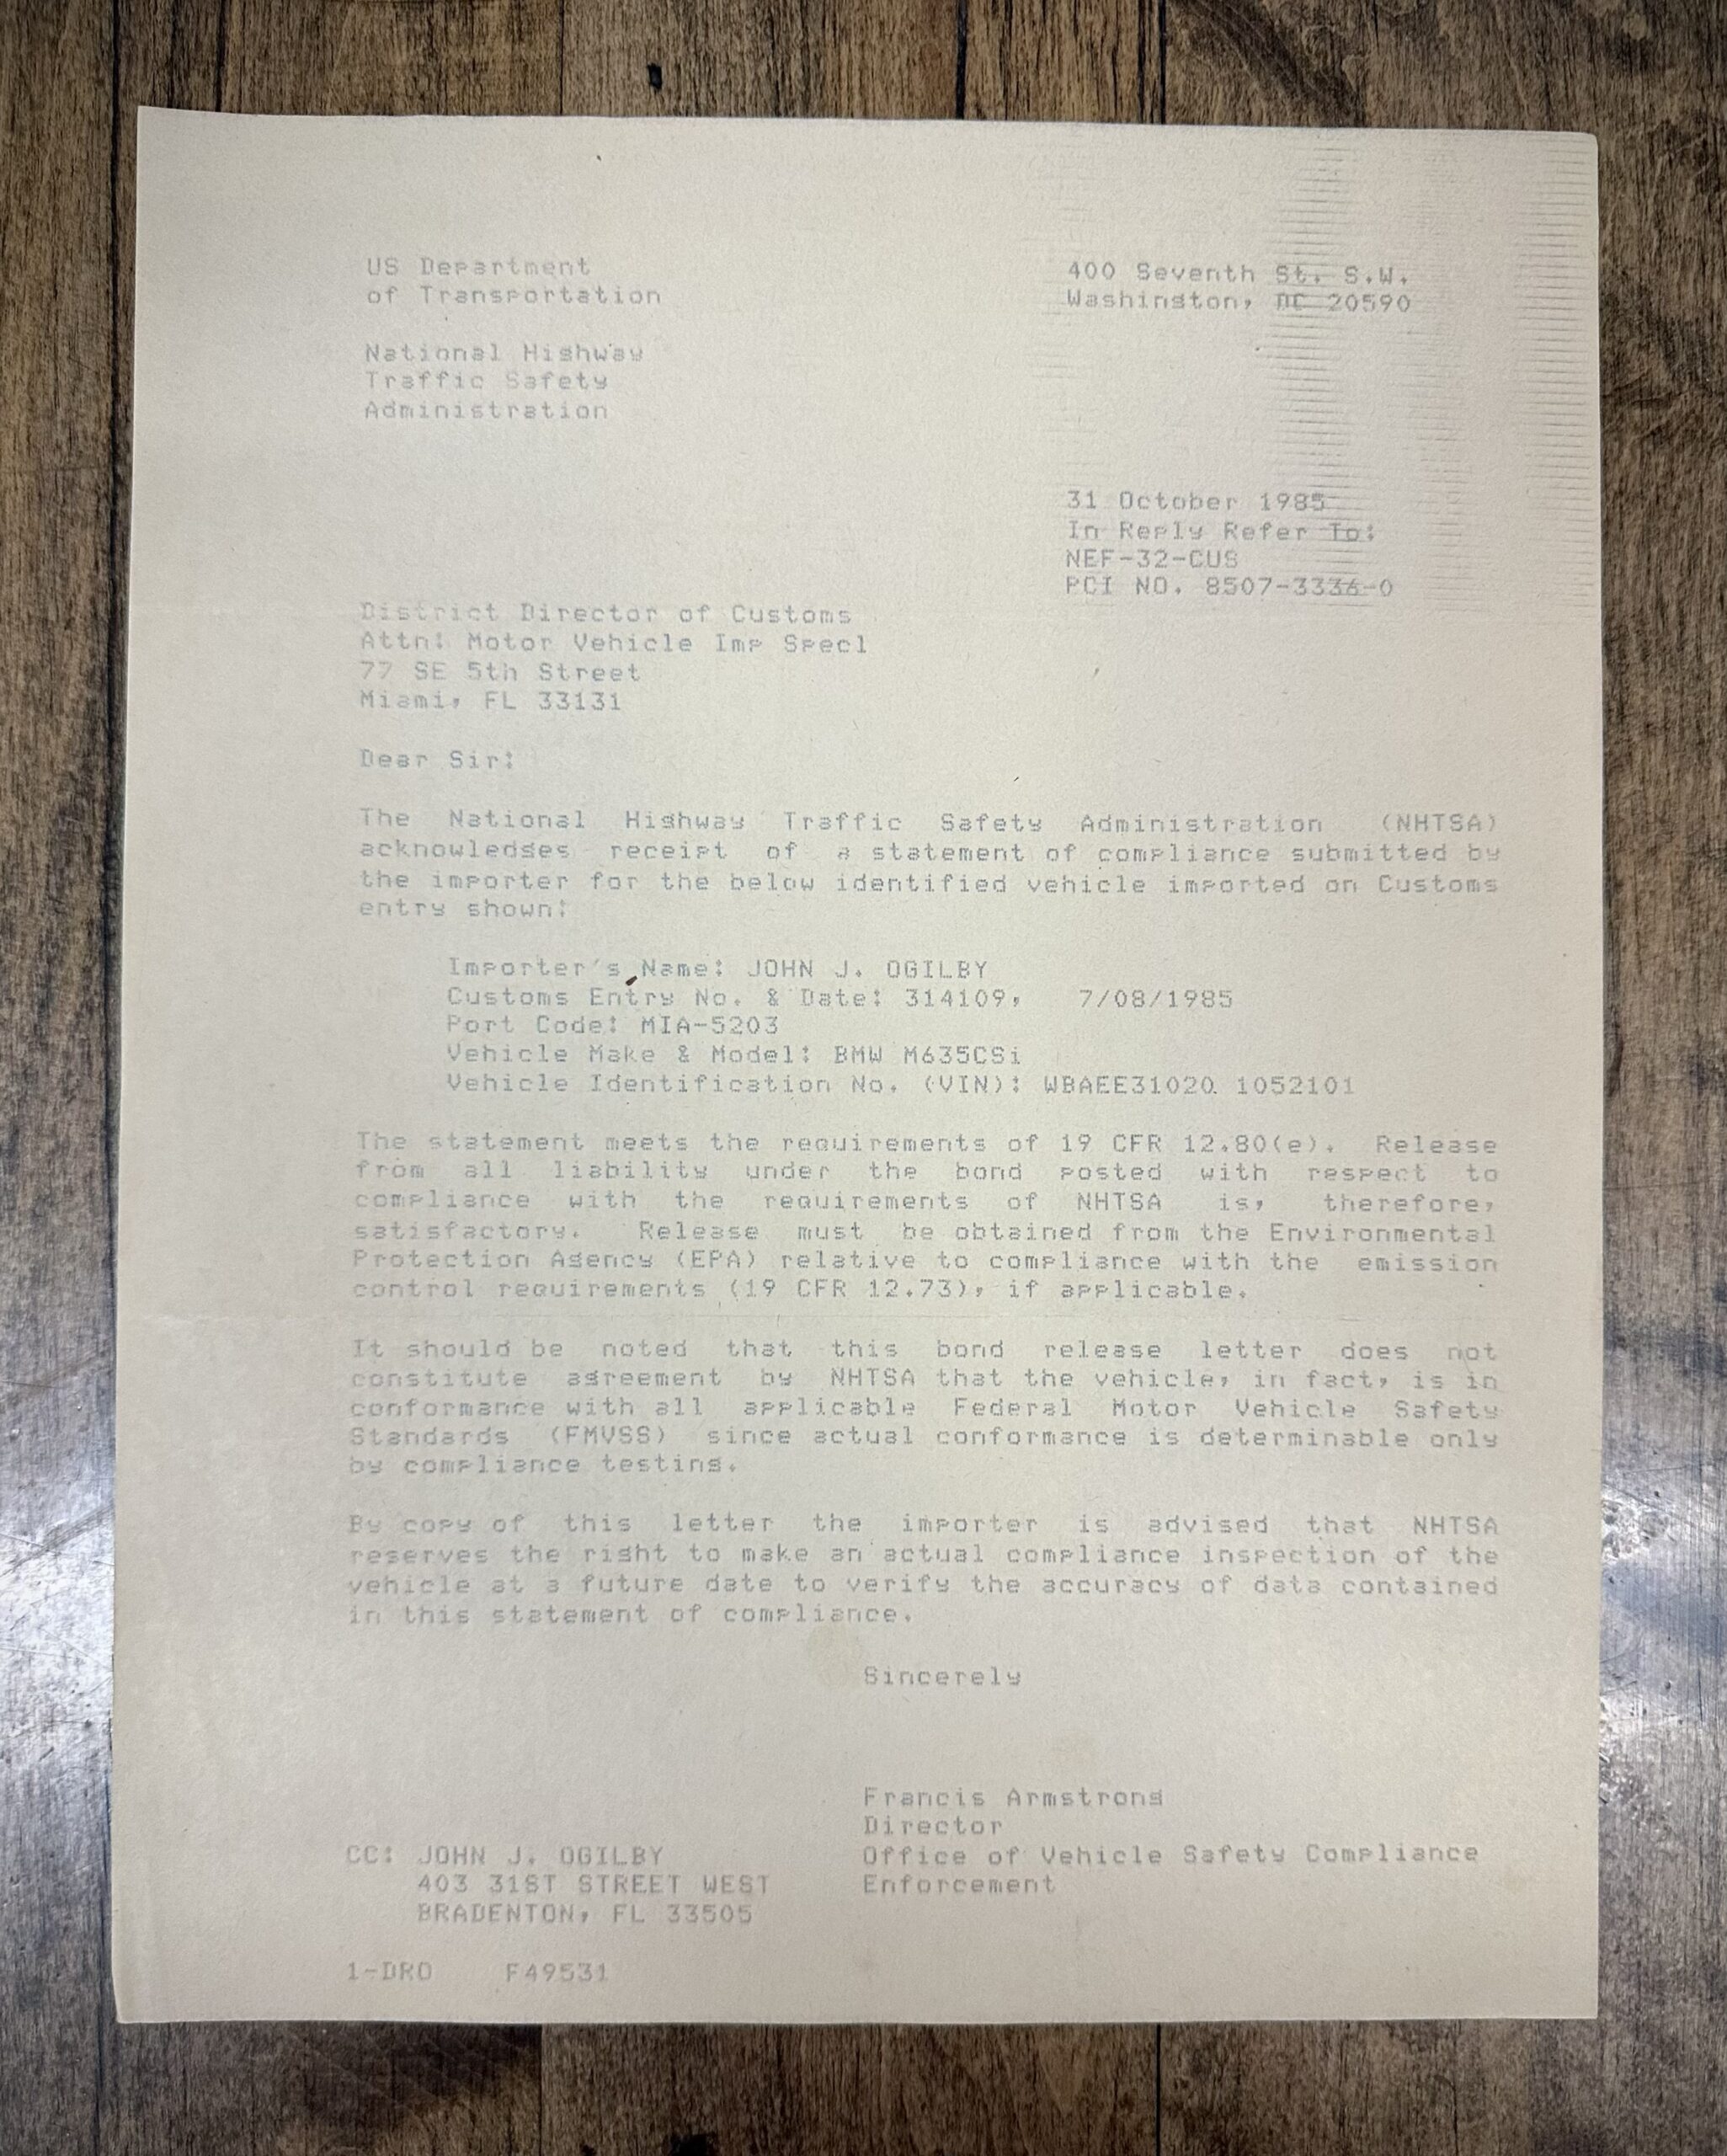 US Department
of Transportation
400 Seventh St. S.W.
Washington, DC 20590
National Highway
Traffic Safety
Administration
31 October 1985
In Reply Refer To:
NEF-32-CUS
PCI NO. 8507-3336-0
District Director of Customs
Attn: Motor Vehicle Imp Specl
77 SE 5th Street
Miami, FL 33131
Dear Sir:
The National Highway Traffic Safety Administration (NHTSA)
acknowledges receipt of a statement of compliance submitted by
the importer for the below identified vehicle imported on Customs
entry shown:
Importer's Name: JOHN J. OGILBY
Customs Entry No. & Date: 314109, 7/08/1985
Port Code: MIA-5203
Vehicle Make & Model: BMW M635CSi
Vehicle Identification No. (VIN): WBAEE31020 1052101
The statement meets the requirements of 19 CFR 12.80(e). Release
from all liability under the bond posted with respect to
compliance with the requirements of NHTSA is, therefore,
satisfactory. Release must be obtained from the Environmental
Protection Agency (EPA) relative to compliance with the emission
control requirements (19 CFR 12.73), if applicable.
It should be noted that this bond release letter does not
constitute agreement by NHTSA that the vehicle, in fact, is in
conformance with all applicable Federal Motor Vehicle Safety
Standards (FMVSS) since actual conformance is determinable only
by compliance testing.
By copy of this letter the importer is advised that NHTSA
reserves the right to make an actual compliance inspection of the
vehicle at a future date to verify the accuracy of data contained
in this statement of compliance.
Sincerely
Francis Armstrong
Director
Office of Vehicle Safety Compliance
Enforcement
CC: JOHN J. OGILBY
403 31ST STREET WEST
BRADENTON, FL 33505
1-DRO F49531